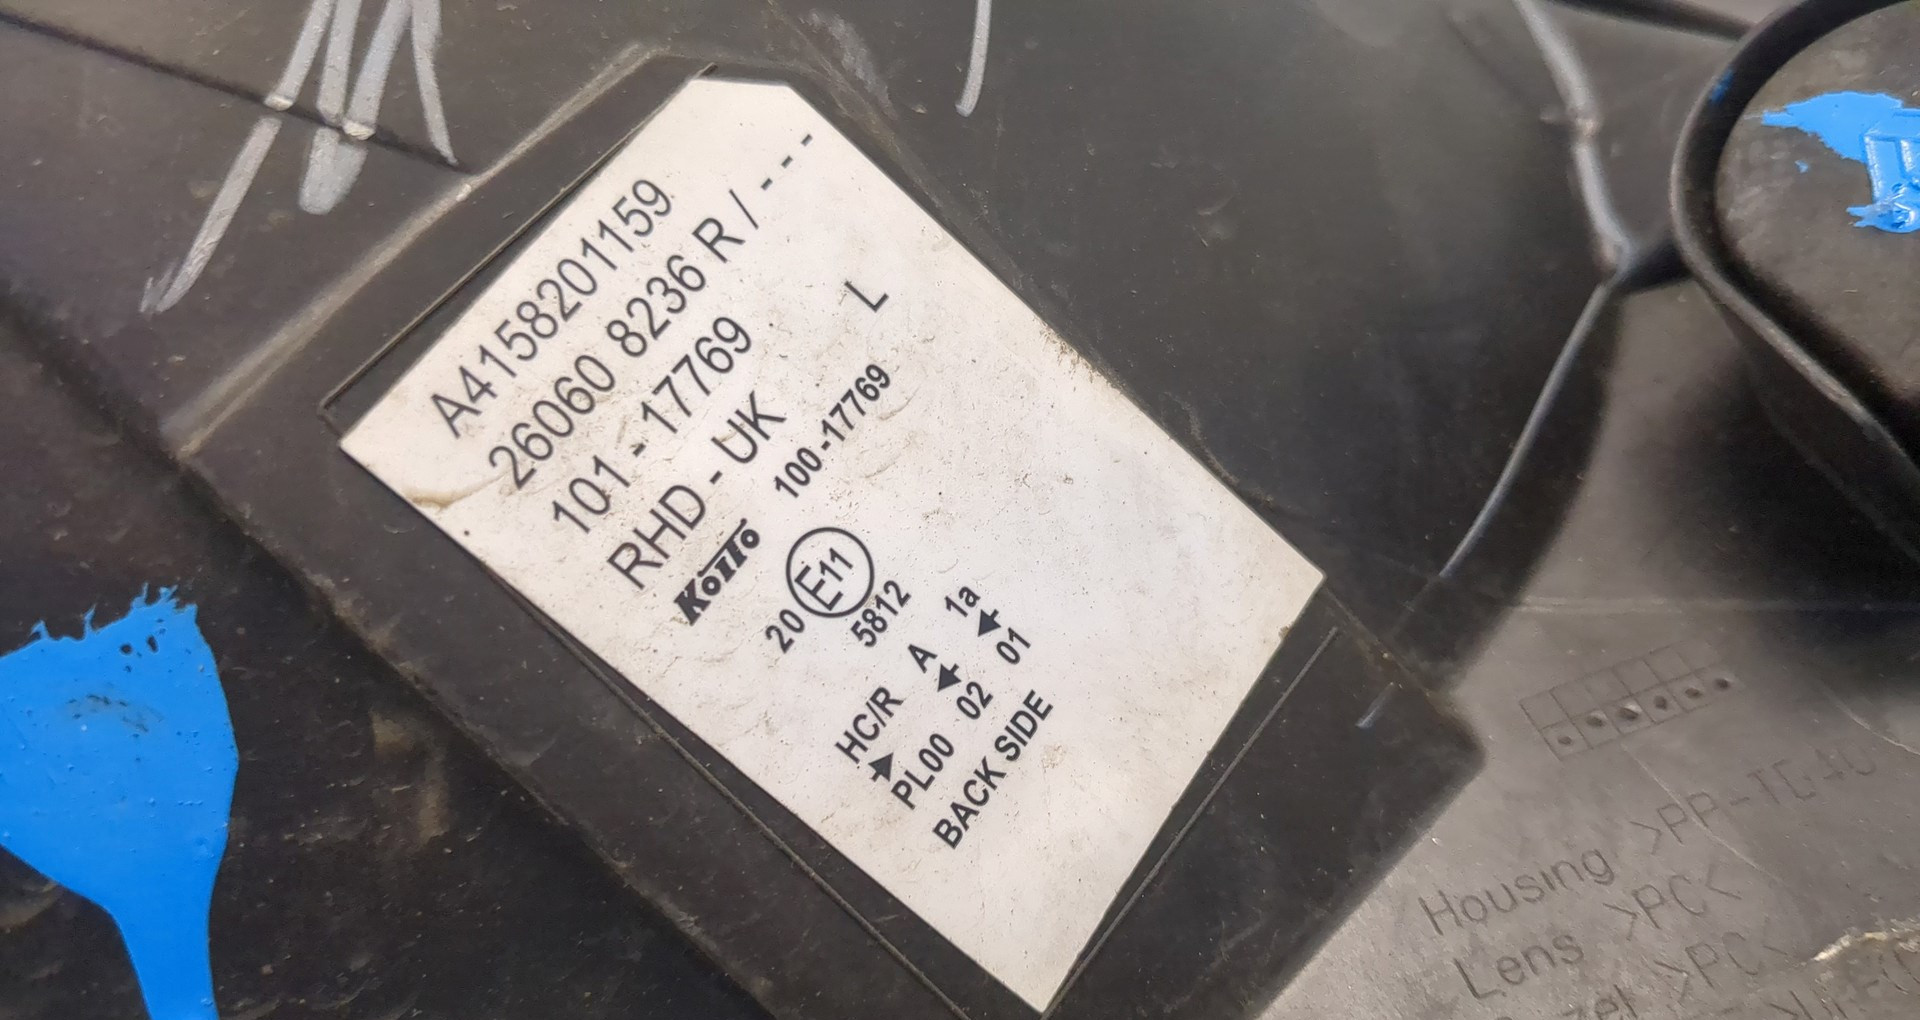 A4158201159
26060 8236 R / - - -
101 - 17769 L
RHD - UK
KOITO 100-17769
20 E11
5812
HC/R A 1a
PL00 02 01
BACK SIDE
Housing >PP-
Lens >PC<
>PC<